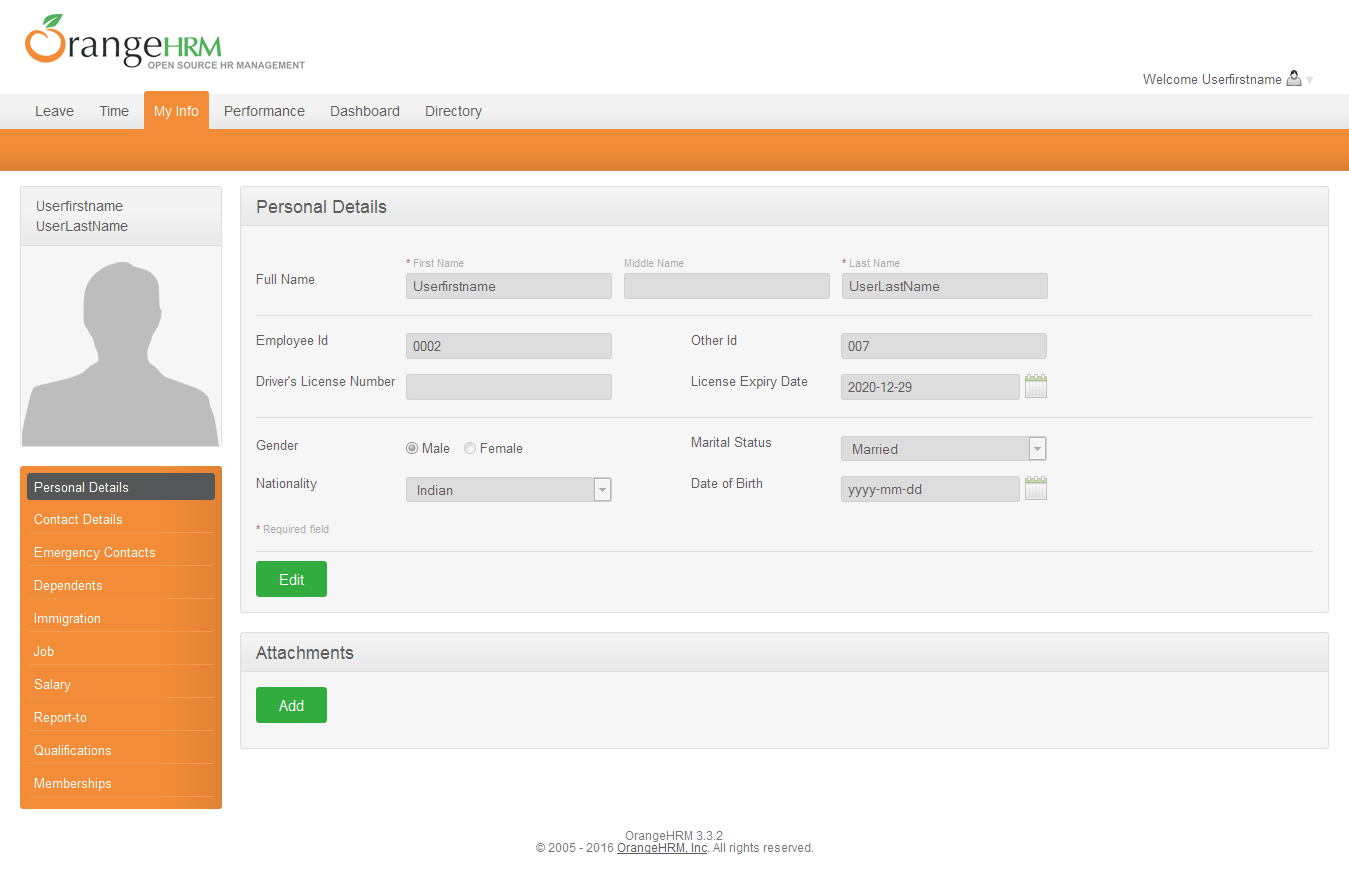 OrangeHRM
OPEN SOURCE HR MANAGEMENT
Welcome Userfirstname
Leave Time My Info Performance Dashboard Directory
Userfirstname
UserLastName
Personal Details
Contact Details
Emergency Contacts
Dependents
Immigration
Job
Salary
Report-to
Qualifications
Memberships
Personal Details
* First Name Middle Name * Last Name
Full Name Userfirstname UserLastName
Employee Id 0002 Other Id 007
Driver's License Number License Expiry Date 2020-12-29
Gender Male Female Marital Status Married
Nationality Indian Date of Birth yyyy-mm-dd
* Required field
Edit
Attachments
Add
OrangeHRM 3.3.2
© 2005 - 2016 OrangeHRM, Inc. All rights reserved.